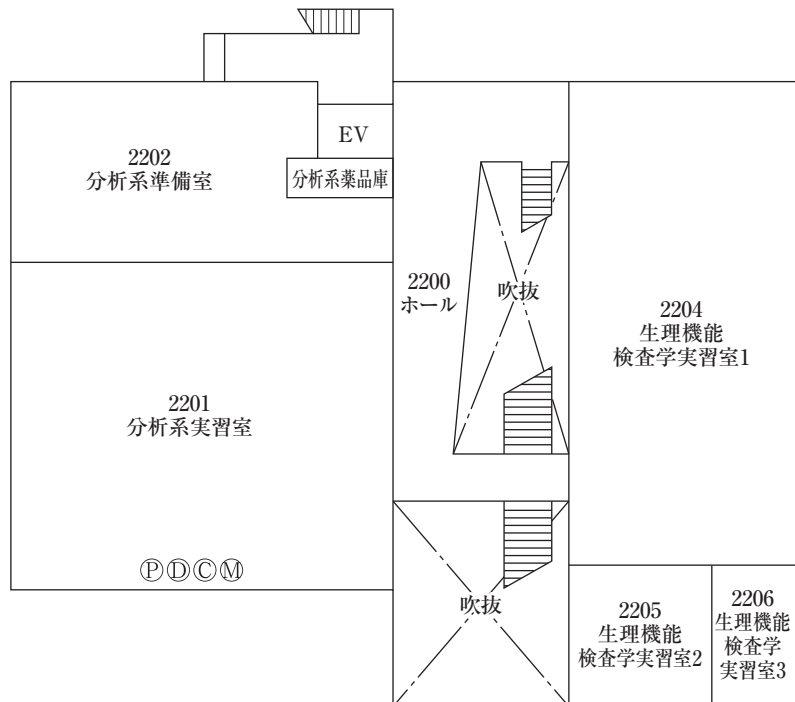 EV
2202
分析系準備室
分析系薬品庫
2200
ホール
吹抜
2204
生理機能
検査学実習室1
2201
分析系実習室
ⓅⒹⒸⓂ
吹抜
2205
生理機能
検査学実習室2
2206
生理機能
検査学
実習室3